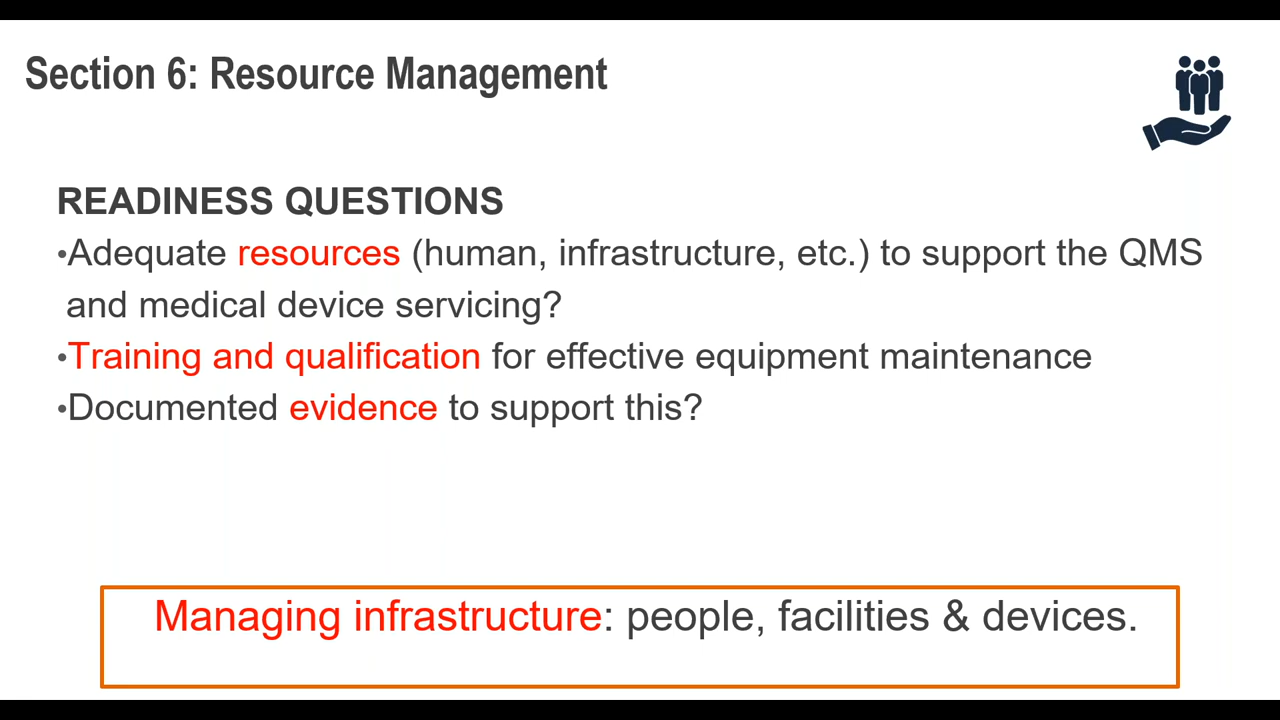 Section 6: Resource Management
READINESS QUESTIONS
•Adequate resources (human, infrastructure, etc.) to support the QMS
and medical device servicing?
•Training and qualification for effective equipment maintenance
•Documented evidence to support this?
Managing infrastructure: people, facilities & devices.